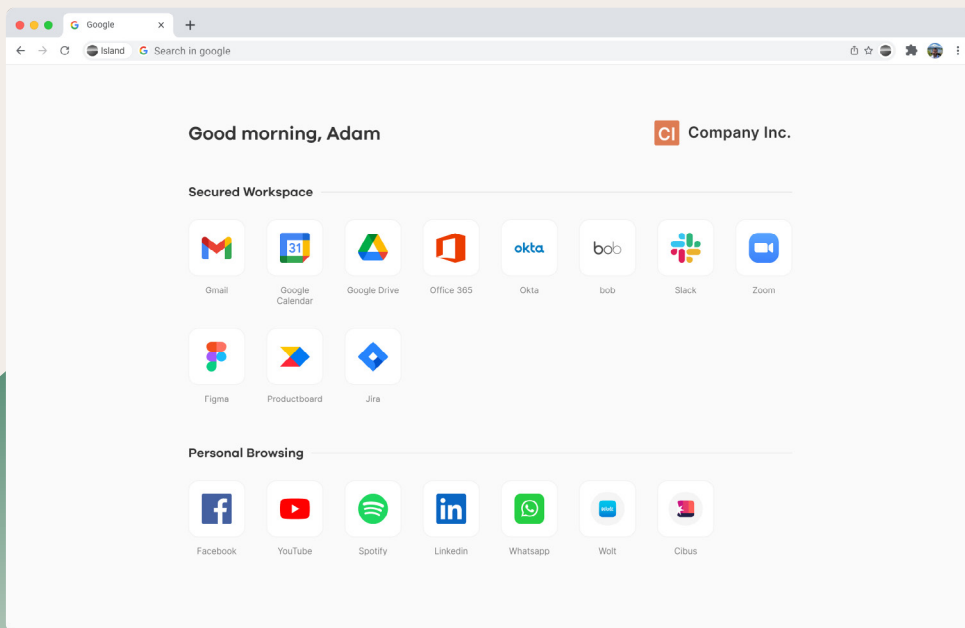 Google
Island
Search in google
Good morning, Adam
CI Company Inc.
Secured Workspace
31
okta
bob
Gmail
Google
Calendar
Google Drive
Office 365
Okta
bob
Slack
Zoom
Figma
Productboard
Jira
Personal Browsing
f
in
Wolt
Facebook
YouTube
Spotify
Linkedin
Whatsapp
Wolt
Cibus